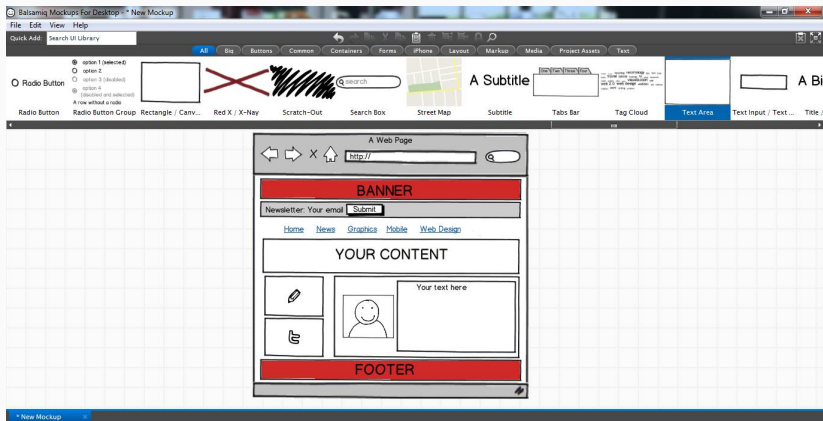 Balsamiq Mockups For Desktop - * New Mockup
File Edit View Help
Quick Add: Search UI Library
All Big Buttons Common Containers Forms iPhone Layout Markup Media Project Assets Text
Radio Button
option 1 (selected)
option 2
option 3 (disabled)
option 4
(disabled and selected)
A row without a radio
search
A Subtitle
One Two Three Four
A Bi
Radio Button Radio Button Group Rectangle / Canv... Red X / X-Nay Scratch-Out Search Box Street Map Subtitle Tabs Bar Tag Cloud Text Area Text Input / Text ... Title /
A Web Page
http://
BANNER
Newsletter: Your email Submit
Home News Graphics Mobile Web Design
YOUR CONTENT
Your text here
FOOTER
* New Mockup